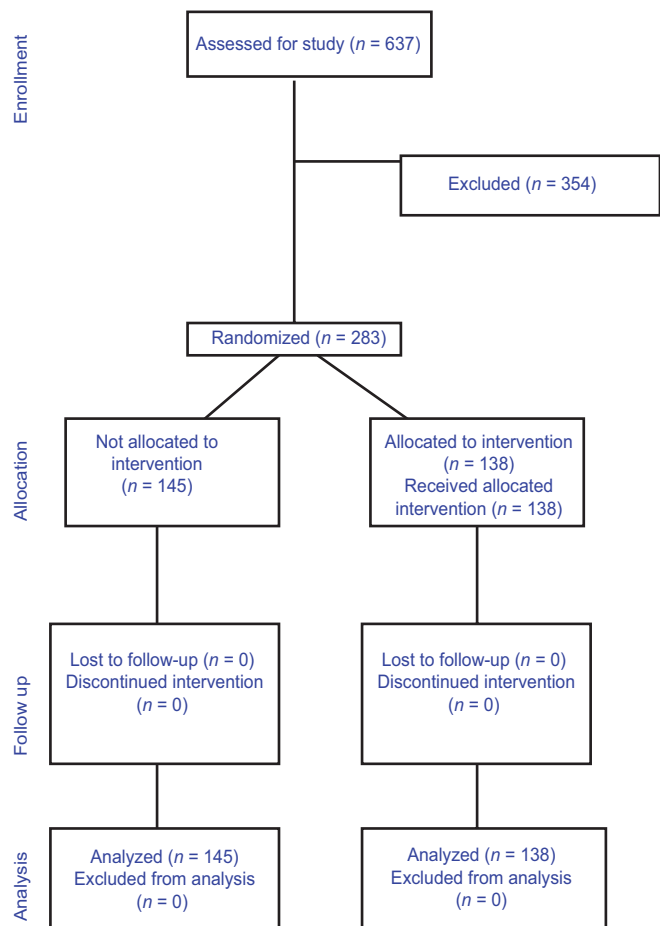 Enrollment
Assessed for study (n = 637)
Excluded (n = 354)
Randomized (n = 283)
Allocation
Not allocated to
intervention
(n = 145)
Allocated to intervention
(n = 138)
Received allocated
intervention (n = 138)
Follow up
Lost to follow-up (n = 0)
Discontinued intervention
(n = 0)
Lost to follow-up (n = 0)
Discontinued intervention
(n = 0)
Analysis
Analyzed (n = 145)
Excluded from analysis
(n = 0)
Analyzed (n = 138)
Excluded from analysis
(n = 0)